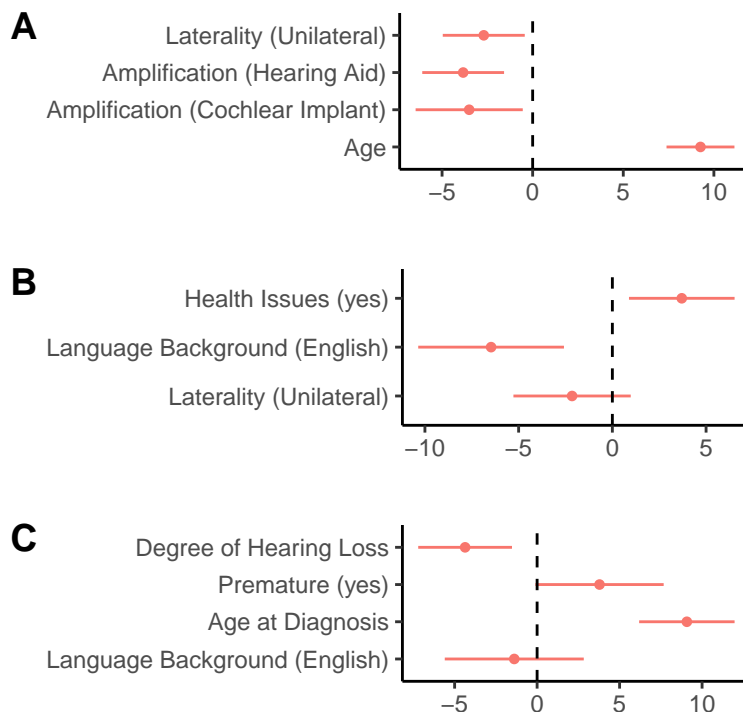 A
Laterality (Unilateral)
Amplification (Hearing Aid)
Amplification (Cochlear Implant)
Age
−5 0 5 10
B
Health Issues (yes)
Language Background (English)
Laterality (Unilateral)
−10 −5 0 5
C
Degree of Hearing Loss
Premature (yes)
Age at Diagnosis
Language Background (English)
−5 0 5 10